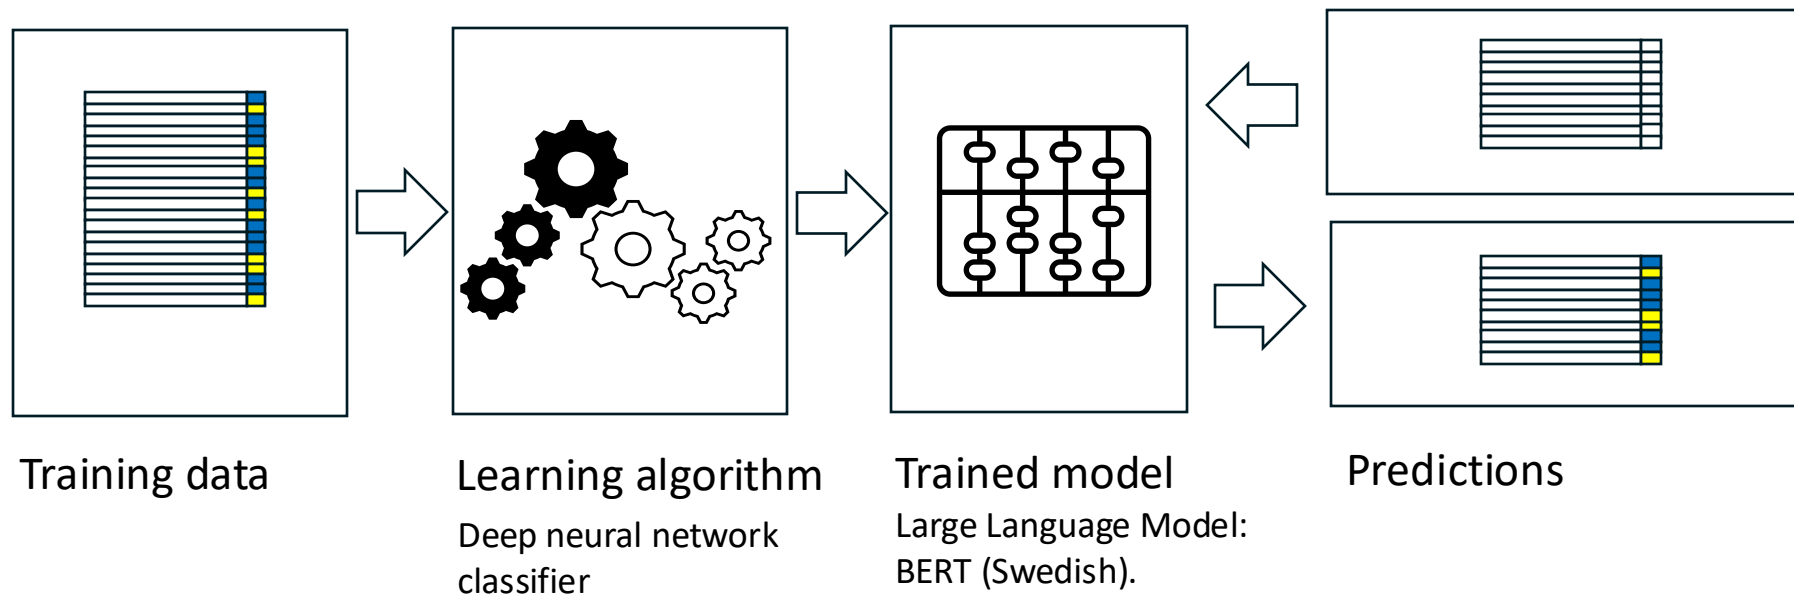 Training data
Learning algorithm
Deep neural network
classifier
Trained model
Large Language Model:
BERT (Swedish).
Predictions